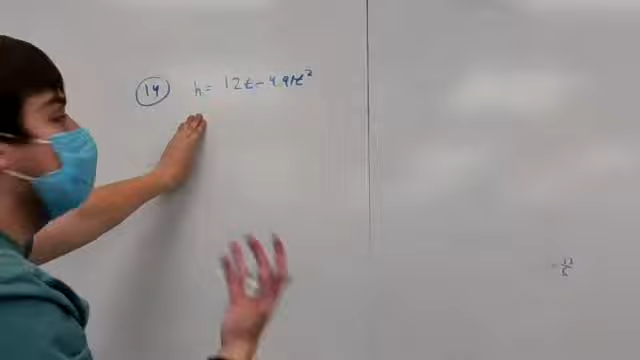 14 h = 12t - 4.9t²